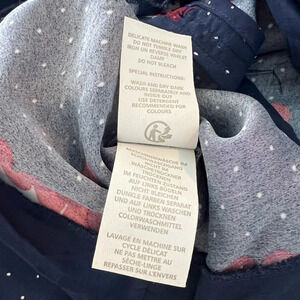 DELICATE MACHINE WASH
DO NOT TUMBLE DRY
IRON ON REVERSE WHILST
DAMP
DO NOT BLEACH
SPECIAL INSTRUCTIONS:
WASH AND DRY DARK
COLOURS SEPARATELY AND
INSIDE OUT
USE DETERGENT
RECOMMENDED FOR
COLOURS
MASCHINENWÄSCHE IM
SCHONWASCHGANG
NICHT IM
WÄSCHETROCKNER
TROCKNEN
IM FEUCHTEN ZUSTAND
AUF LINKS BÜGELN
NICHT BLEICHEN
DUNKLE FARBEN SEPARAT
UND AUF LINKS WASCHEN
UND TROCKNEN
COLORWASCHMITTEL
VERWENDEN
LAVAGE EN MACHINE SUR
CYCLE DÉLICAT
NE PAS METTRE AU
SÈCHE-LINGE
REPASSER SUR L'ENVERS